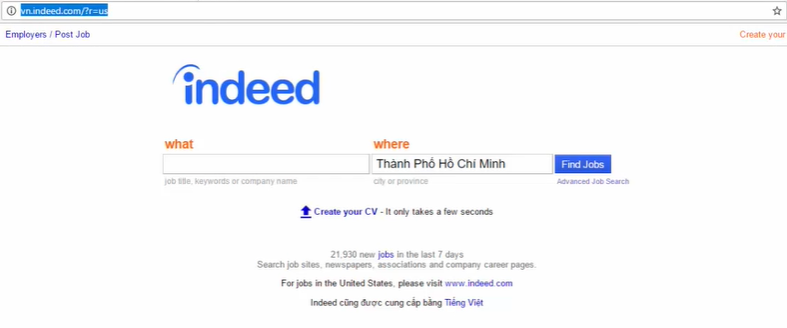 vn.indeed.com/?r=us
Employers / Post Job
Create your
indeed
what where
Thành Phố Hồ Chí Minh Find Jobs
job title, keywords or company name city or province Advanced Job Search
Create your CV - It only takes a few seconds
21,930 new jobs in the last 7 days
Search job sites, newspapers, associations and company career pages.
For jobs in the United States, please visit www.indeed.com
Indeed cũng được cung cấp bằng Tiếng Việt